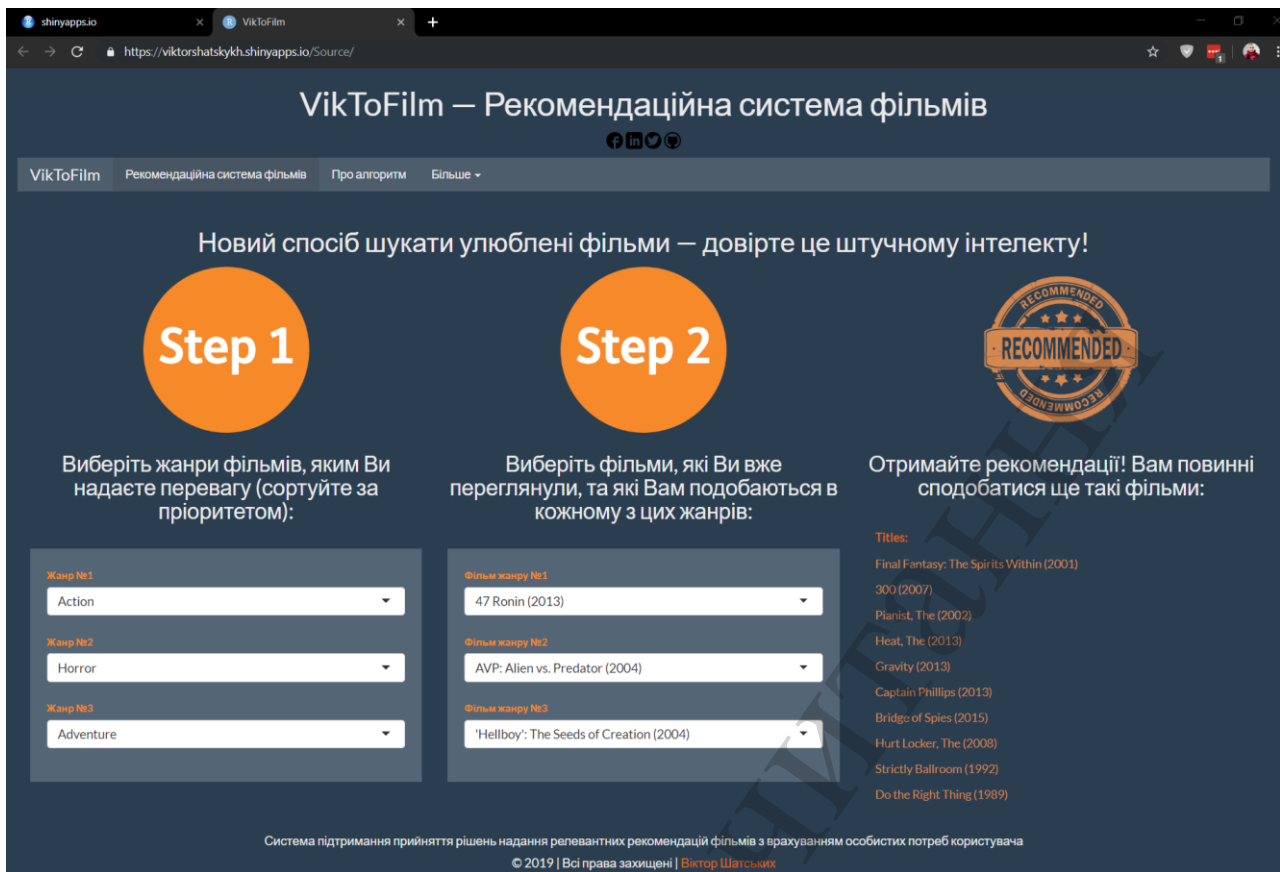 shinyapps.io
VikToFilm
https://viktorshatskykh.shinyapps.io/Source/
VikToFilm — Рекомендаційна система фільмів
VikToFilm Рекомендаційна система фільмів Про алгоритм Більше
Новий спосіб шукати улюблені фільми — довірте це штучному інтелекту!
Step 1
Виберіть жанри фільмів, яким Ви
надаєте перевагу (сортуйте за
пріоритетом):
Жанр №1
Action
Жанр №2
Horror
Жанр №3
Adventure
Step 2
Виберіть фільми, які Ви вже
переглянули, та які Вам подобаються в
кожному з цих жанрів:
Фільм жанру №1
47 Ronin (2013)
Фільм жанру №2
AVP: Alien vs. Predator (2004)
Фільм жанру №3
'Hellboy': The Seeds of Creation (2004)
RECOMMENDED
RECOMMENDED
RECOMMENDED
Отримайте рекомендації! Вам повинні
сподобатися ще такі фільми:
Titles:
Final Fantasy: The Spirits Within (2001)
300 (2007)
Pianist, The (2002)
Heat, The (2013)
Gravity (2013)
Captain Phillips (2013)
Bridge of Spies (2015)
Hurt Locker, The (2008)
Strictly Ballroom (1992)
Do the Right Thing (1989)
Система підтримання прийняття рішень надання релевантних рекомендацій фільмів з врахуванням особистих потреб користувача
© 2019 | Всі права захищені | Віктор Шатських